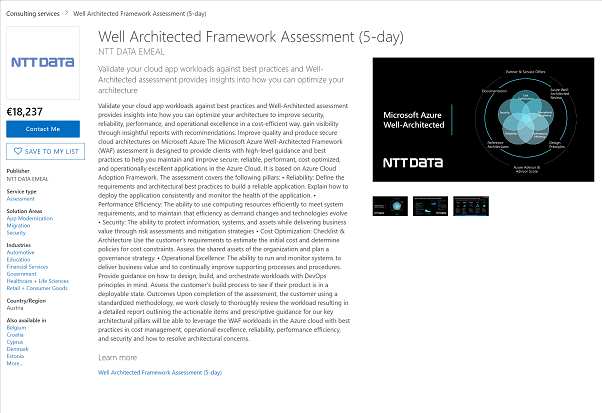 Consulting services > Well Architected Framework Assessment (5-day)
NTT DATA
€18,237
Contact Me
SAVE TO MY LIST
Publisher
NTT DATA EMEAL
Service type
Assessment
Solution Areas
App Modernization
Migration
Security
Industries
Automotive
Education
Financial Services
Government
Healthcare + Life Sciences
Retail + Consumer Goods
Country/Region
Austria
Also available in
Belgium
Croatia
Cyprus
Denmark
Estonia
More...
Well Architected Framework Assessment (5-day)
NTT DATA EMEAL
Validate your cloud app workloads against best practices and Well-
Architected assessment provides insights into how you can optimize your
architecture
Validate your cloud app workloads against best practices and Well-Architected assessment
provides insights into how you can optimize your architecture to improve security,
reliability, performance, and operational excellence in a cost-efficient way. gain visibility
through insightful reports with recommendations. Improve quality and produce secure
cloud architectures on Microsoft Azure The Microsoft Azure Well-Architected Framework
(WAF) assessment is designed to provide clients with high-level guidance and best
practices to help you maintain and improve secure, reliable, performant, cost optimized,
and operationally excellent applications in the Azure Cloud. It is based on Azure Cloud
Adoption Framework. The assessment covers the following pillars: • Reliability: Define the
requirements and architectural best practices to build a reliable application. Explain how to
deploy the application consistently and monitor the health of the application. •
Performance Efficiency: The ability to use computing resources efficiently to meet system
requirements, and to maintain that efficiency as demand changes and technologies evolve
• Security: The ability to protect information, systems, and assets while delivering business
value through risk assessments and mitigation strategies • Cost Optimization: Checklist &
Architecture Use the customer's requirements to estimate the initial cost and determine
policies for cost constraints. Assess the shared assets of the organization and plan a
governance strategy. • Operational Excellence: The ability to run and monitor systems to
deliver business value and to continually improve supporting processes and procedures.
Provide guidance on how to design, build, and orchestrate workloads with DevOps
principles in mind. Assess the customer's build process to see if their product is in a
deployable state. Outcomes Upon completion of the assessment, the customer using a
standardized methodology, we work closely to thoroughly review the workload resulting in
a detailed report outlining the actionable items and prescriptive guidance for our key
architectural pillars will be able to leverage the WAF workloads in the Azure cloud with best
practices in cost management, operational excellence, reliability, performance efficiency,
and security and how to resolve architectural concerns.
Learn more
Well Architected Framework Assessment (5-day)
Partner & Service Offers
Documentation
Azure Well-
Architected
Review
Microsoft Azure
Well-Architected
Reference
Architectures
Design
Principles
Azure Advisor &
Advisor Score
NTT DATA